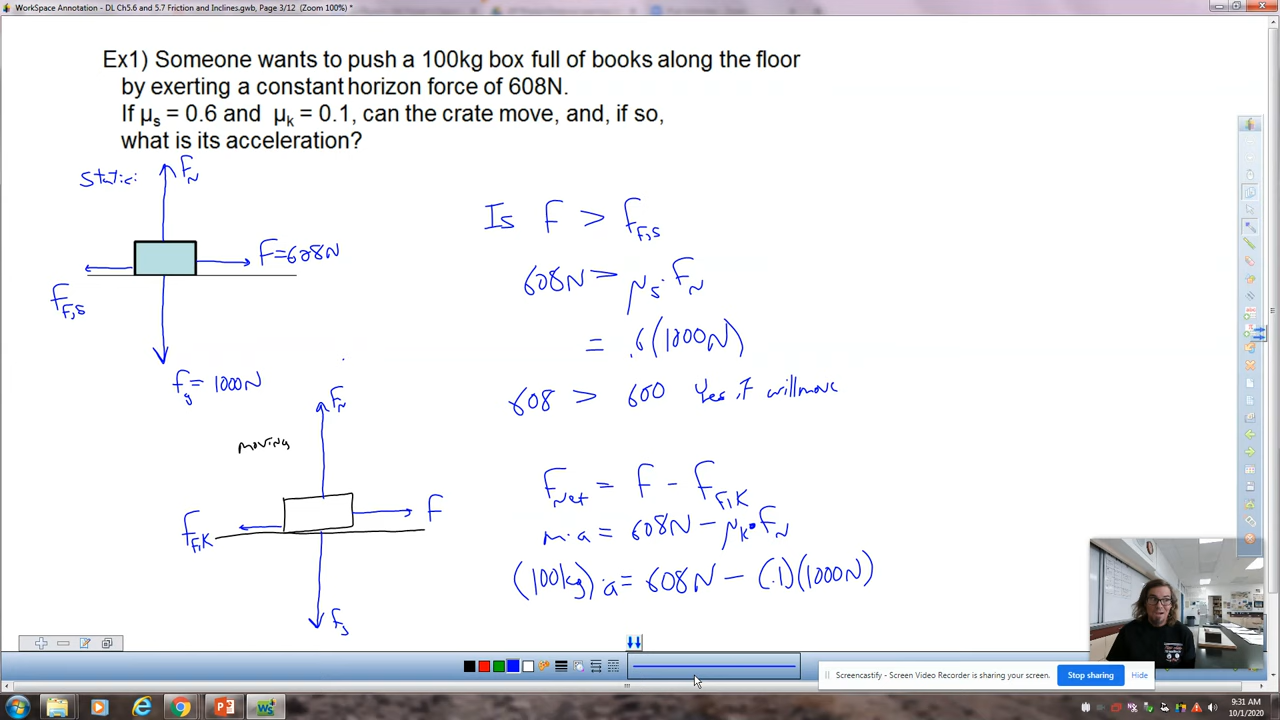 WorkSpace Annotation - DL Ch5.6 and 5.7 Friction and Inclines.gwb, Page 3/12 (Zoom 100%) *
Ex1) Someone wants to push a 100kg box full of books along the floor
by exerting a constant horizon force of 608N.
If μs = 0.6 and μk = 0.1, can the crate move, and, if so,
what is its acceleration?
Static:
FN
F=608N
FF,s
Fg = 1000N
Is F > FF,s
608N > μs·FN
= .6(1000N)
608 > 600 Yes it will move
moving
FN
FF,K
F
Fg
FNet = F - FF,K
m·a = 608N - μK·FN
(100kg)·a = 608N - (.1)(1000N)
Screencastify - Screen Video Recorder is sharing your screen.
Stop sharing
Hide
9:31 AM
10/1/2020